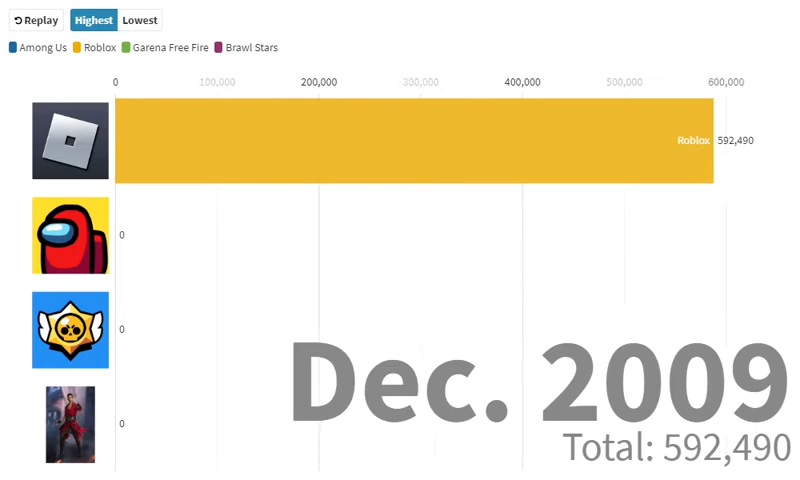 Replay Highest Lowest
Among Us Roblox Garena Free Fire Brawl Stars
0 100,000 200,000 300,000 400,000 500,000 600,000
Roblox 592,490
0
0
0
Dec. 2009
Total: 592,490